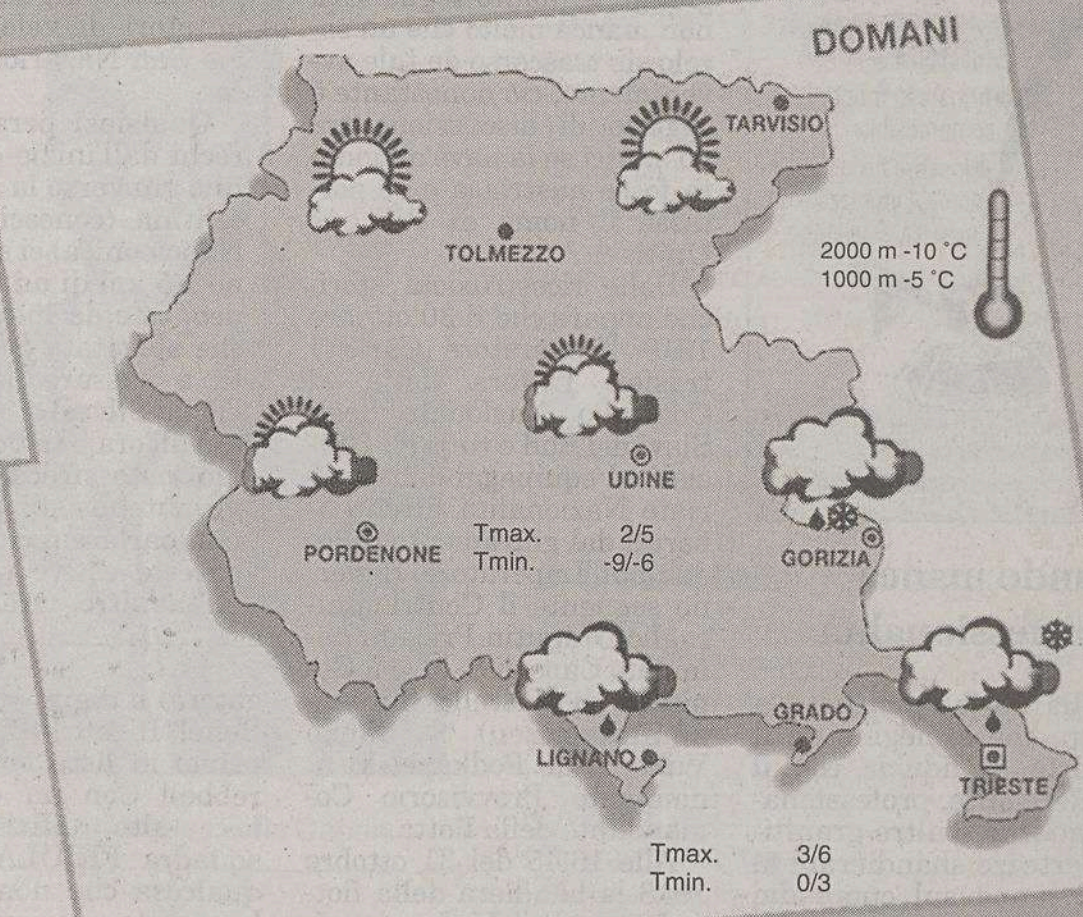 DOMANI
TARVISIO
TOLMEZZO
2000 m -10 °C
1000 m -5 °C
UDINE
PORDENONE
Tmax. 2/5
Tmin. -9/-6
GORIZIA
GRADO
LIGNANO
TRIESTE
Tmax. 3/6
Tmin. 0/3